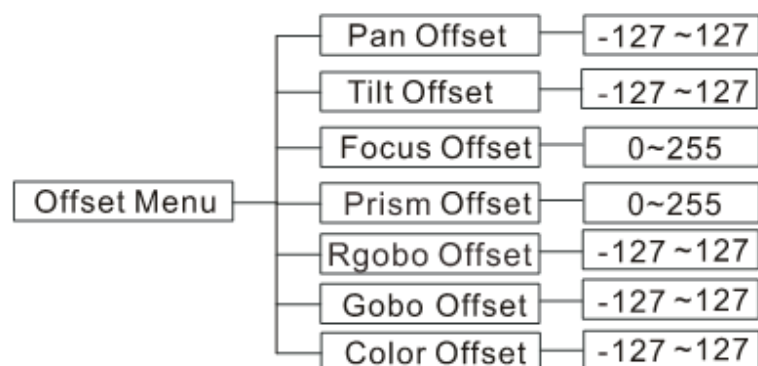 Pan Offset -127 ~127
Tilt Offset -127 ~127
Focus Offset 0~255
Offset Menu Prism Offset 0~255
Rgobo Offset -127 ~127
Gobo Offset -127 ~127
Color Offset -127 ~127